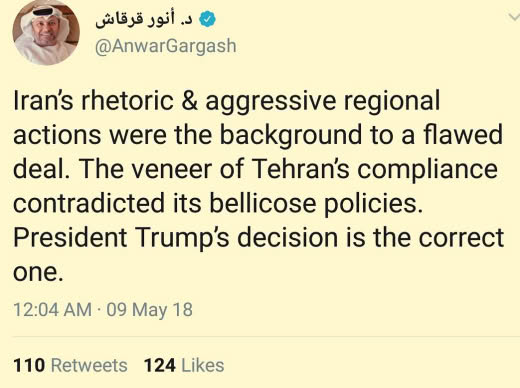 د. أنور قرقاش
@AnwarGargash
Iran's rhetoric & aggressive regional
actions were the background to a flawed
deal. The veneer of Tehran's compliance
contradicted its bellicose policies.
President Trump's decision is the correct
one.
12:04 AM · 09 May 18
110 Retweets 124 Likes